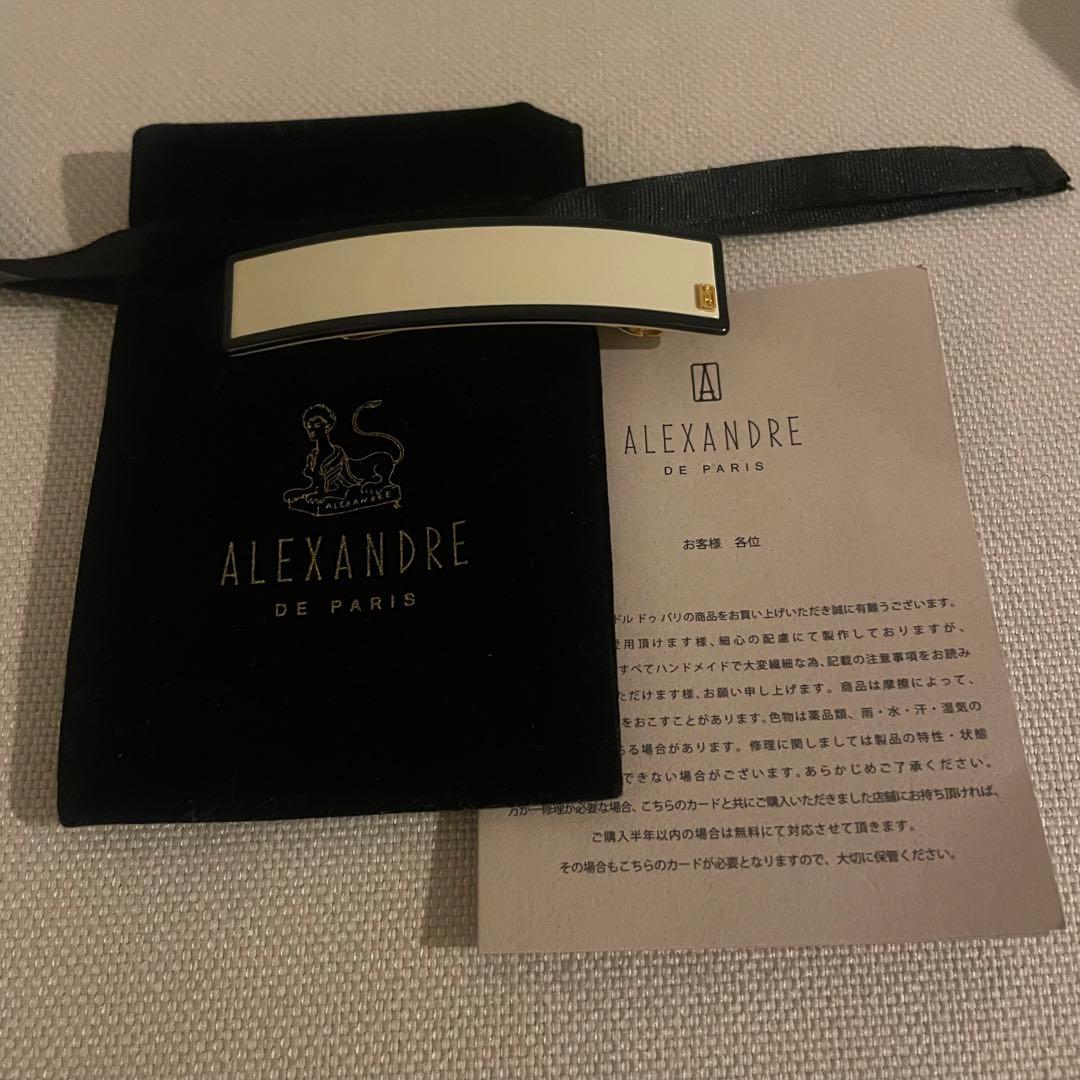 ALEXANDRE
ALEXANDRE
DE PARIS
A
ALEXANDRE
DE PARIS
お客様 各位
ドル ドゥ パリの商品をお買い上げいただき誠に有難うございます。
用頂けます様、細心の配慮にて製作しておりますが、
すべてハンドメイドで大変繊細な為、記載の注意事項をお読み
ただけます様、お願い申し上げます。商品は摩擦によって、
をおこすことがあります。色物は薬品類、雨・水・汗・湿気の
る場合があります。修理に関しましては製品の特性・状態
できない場合がございます。あらかじめご了承ください。
万が一修理が必要な場合、こちらのカードと共にご購入いただきました店舗にお持ち頂ければ、
ご購入半年以内の場合は無料にて対応させて頂きます。
その場合もこちらのカードが必要となりますので、大切に保管ください。